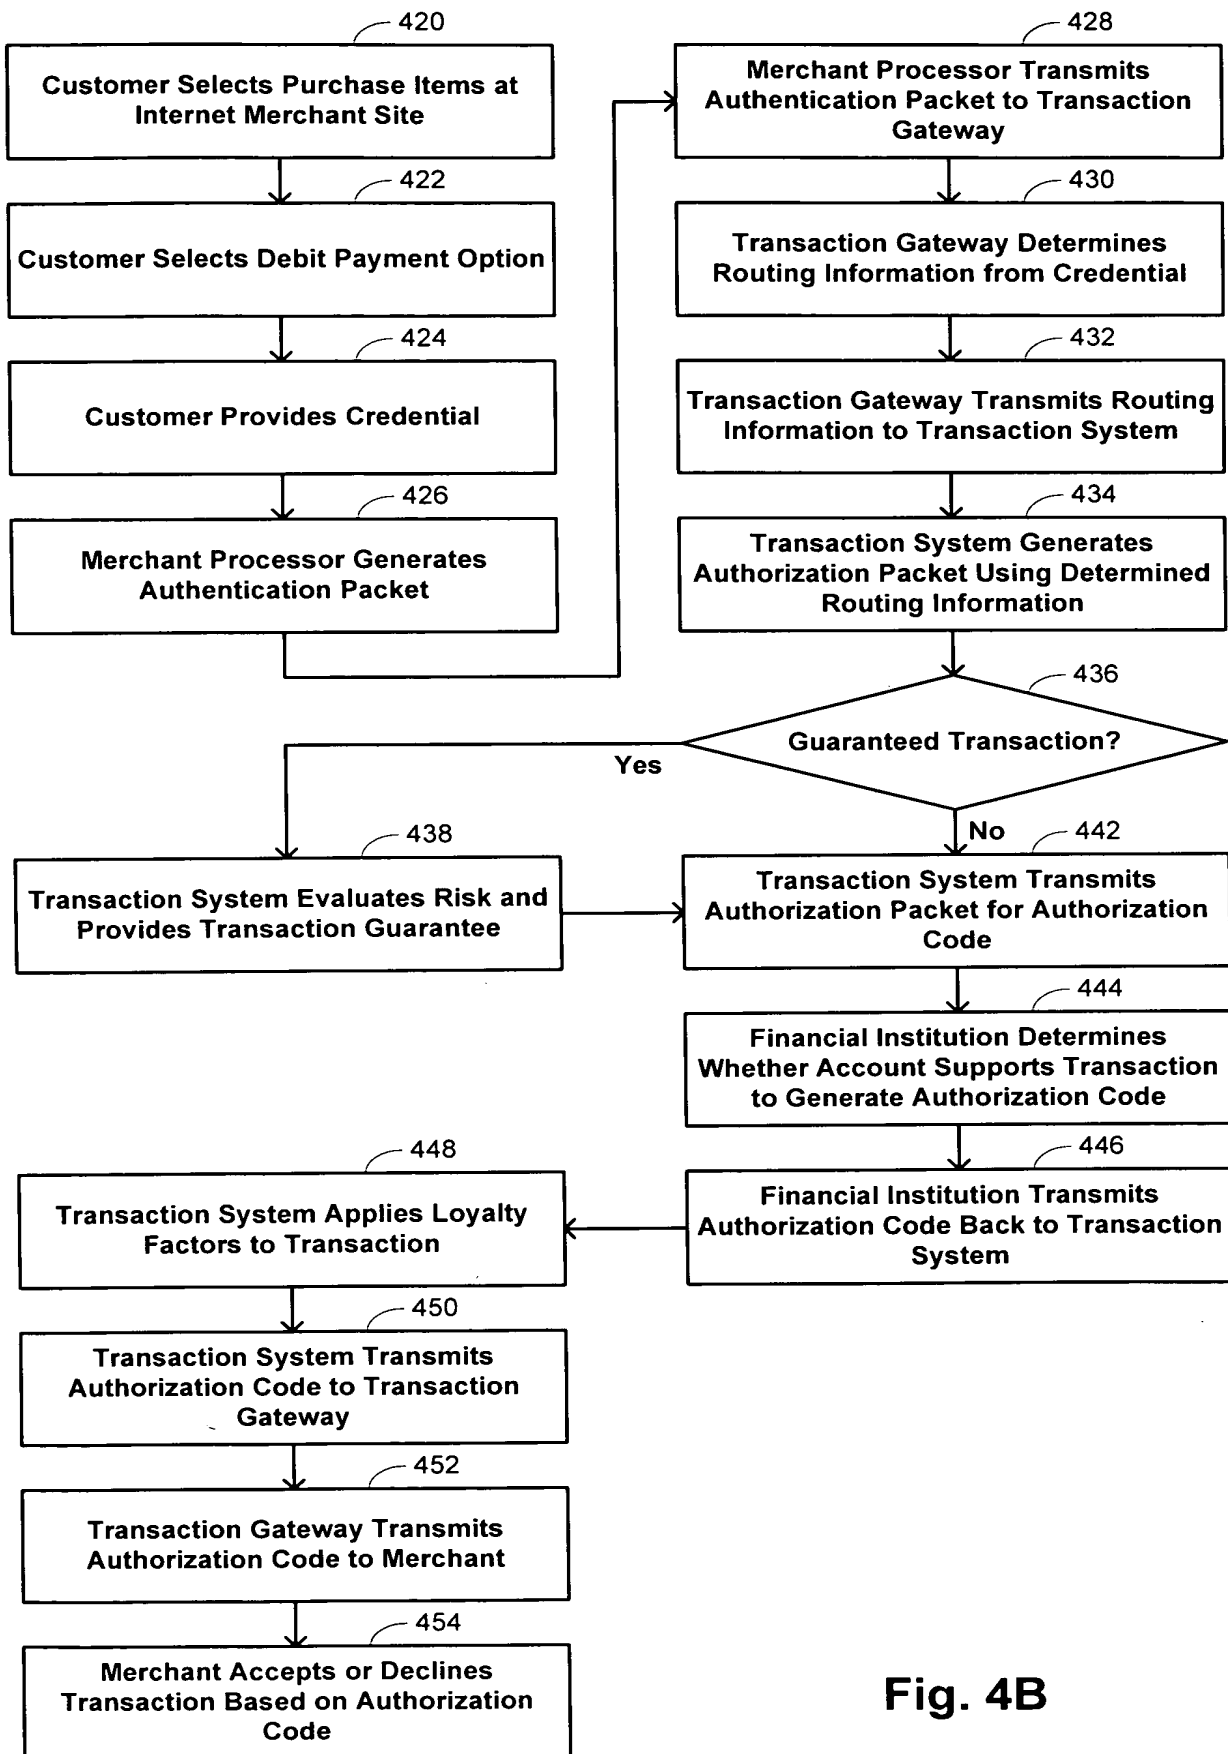 420
Customer Selects Purchase Items at
Internet Merchant Site
422
Customer Selects Debit Payment Option
424
Customer Provides Credential
426
Merchant Processor Generates
Authentication Packet
428
Merchant Processor Transmits
Authentication Packet to Transaction
Gateway
430
Transaction Gateway Determines
Routing Information from Credential
432
Transaction Gateway Transmits Routing
Information to Transaction System
434
Transaction System Generates
Authorization Packet Using Determined
Routing Information
436
Guaranteed Transaction?
Yes
No
438
Transaction System Evaluates Risk and
Provides Transaction Guarantee
442
Transaction System Transmits
Authorization Packet for Authorization
Code
444
Financial Institution Determines
Whether Account Supports Transaction
to Generate Authorization Code
446
Financial Institution Transmits
Authorization Code Back to Transaction
System
448
Transaction System Applies Loyalty
Factors to Transaction
450
Transaction System Transmits
Authorization Code to Transaction
Gateway
452
Transaction Gateway Transmits
Authorization Code to Merchant
454
Merchant Accepts or Declines
Transaction Based on Authorization
Code
Fig. 4B